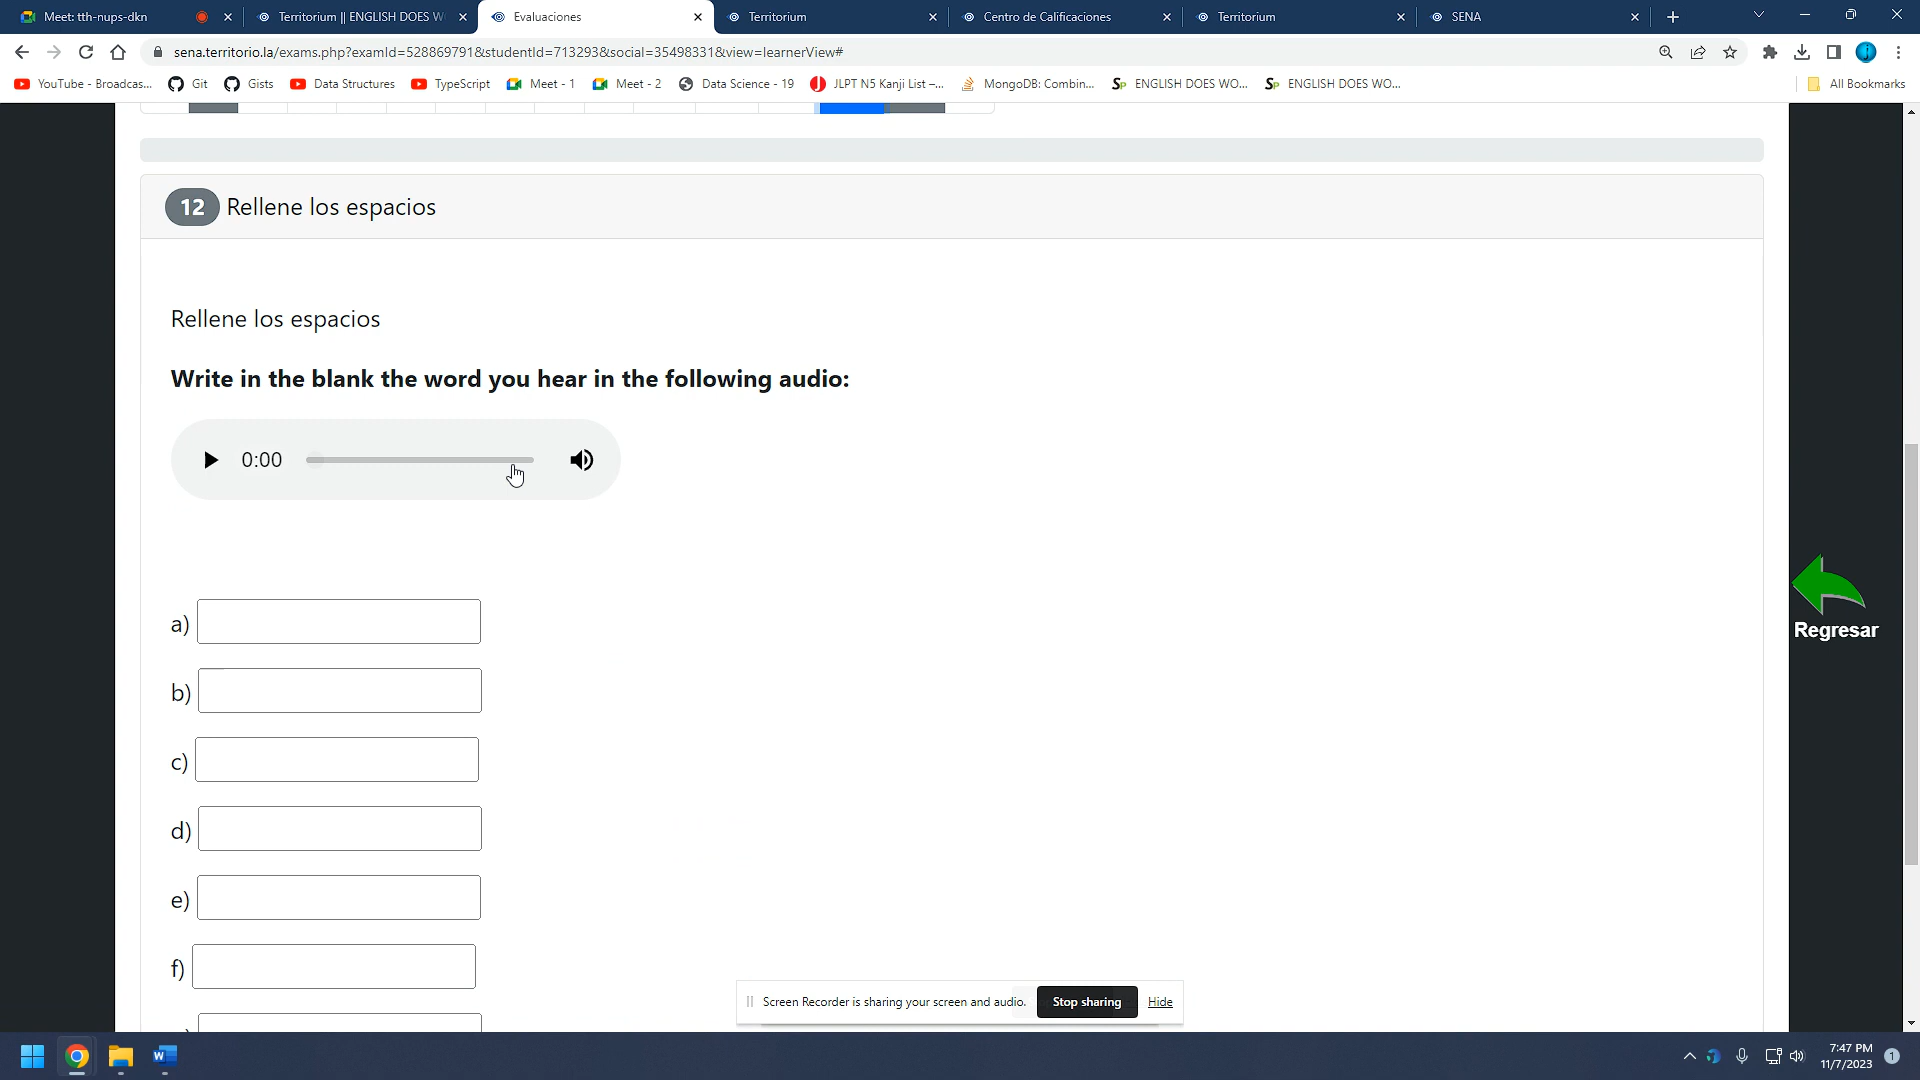 Meet: tth-nups-dkn
Territorium || ENGLISH DOES W
Evaluaciones
Territorium
Centro de Calificaciones
Territorium
SENA
sena.territorio.la/exams.php?examId=528869791&studentId=713293&social=35498331&view=learnerView#
YouTube - Broadcas...
Git
Gists
Data Structures
TypeScript
Meet - 1
Meet - 2
Data Science - 19
JLPT N5 Kanji List –...
MongoDB: Combin...
ENGLISH DOES WO...
ENGLISH DOES WO...
All Bookmarks
12 Rellene los espacios
Rellene los espacios
Write in the blank the word you hear in the following audio:
0:00
a)
b)
c)
d)
e)
f)
Regresar
Screen Recorder is sharing your screen and audio.
Stop sharing
Hide
7:47 PM
11/7/2023
1